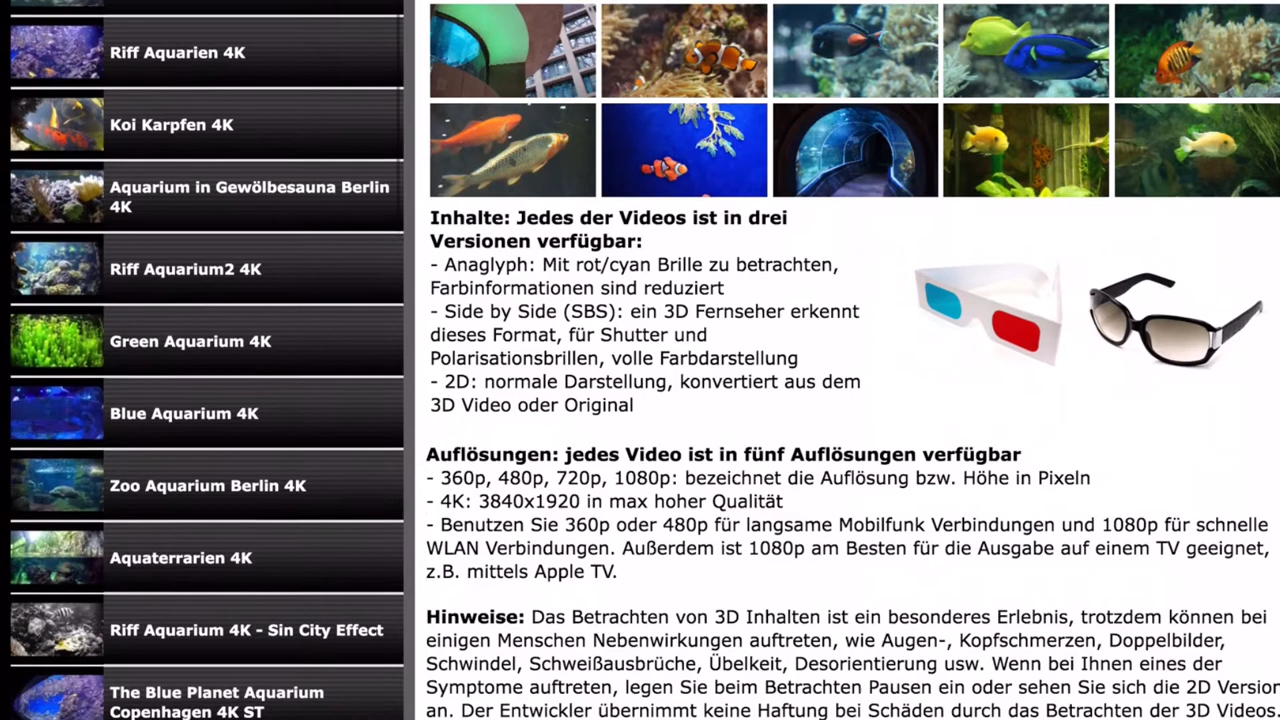 Riff Aquarien 4K
Koi Karpfen 4K
Aquarium in Gewölbesauna Berlin
4K
Riff Aquarium2 4K
Green Aquarium 4K
Blue Aquarium 4K
Zoo Aquarium Berlin 4K
Aquaterrarien 4K
Riff Aquarium 4K - Sin City Effect
The Blue Planet Aquarium
Copenhagen 4K ST
Inhalte: Jedes der Videos ist in drei
Versionen verfügbar:
- Anaglyph: Mit rot/cyan Brille zu betrachten,
Farbinformationen sind reduziert
- Side by Side (SBS): ein 3D Fernseher erkennt
dieses Format, für Shutter und
Polarisationsbrillen, volle Farbdarstellung
- 2D: normale Darstellung, konvertiert aus dem
3D Video oder Original
Auflösungen: jedes Video ist in fünf Auflösungen verfügbar
- 360p, 480p, 720p, 1080p: bezeichnet die Auflösung bzw. Höhe in Pixeln
- 4K: 3840x1920 in max hoher Qualität
- Benutzen Sie 360p oder 480p für langsame Mobilfunk Verbindungen und 1080p für schnelle
WLAN Verbindungen. Außerdem ist 1080p am Besten für die Ausgabe auf einem TV geeignet,
z.B. mittels Apple TV.
Hinweise: Das Betrachten von 3D Inhalten ist ein besonderes Erlebnis, trotzdem können bei
einigen Menschen Nebenwirkungen auftreten, wie Augen-, Kopfschmerzen, Doppelbilder,
Schwindel, Schweißausbrüche, Übelkeit, Desorientierung usw. Wenn bei Ihnen eines der
Symptome auftreten, legen Sie beim Betrachten Pausen ein oder sehen Sie sich die 2D Version
an. Der Entwickler übernimmt keine Haftung bei Schäden durch das Betrachten der 3D Videos.